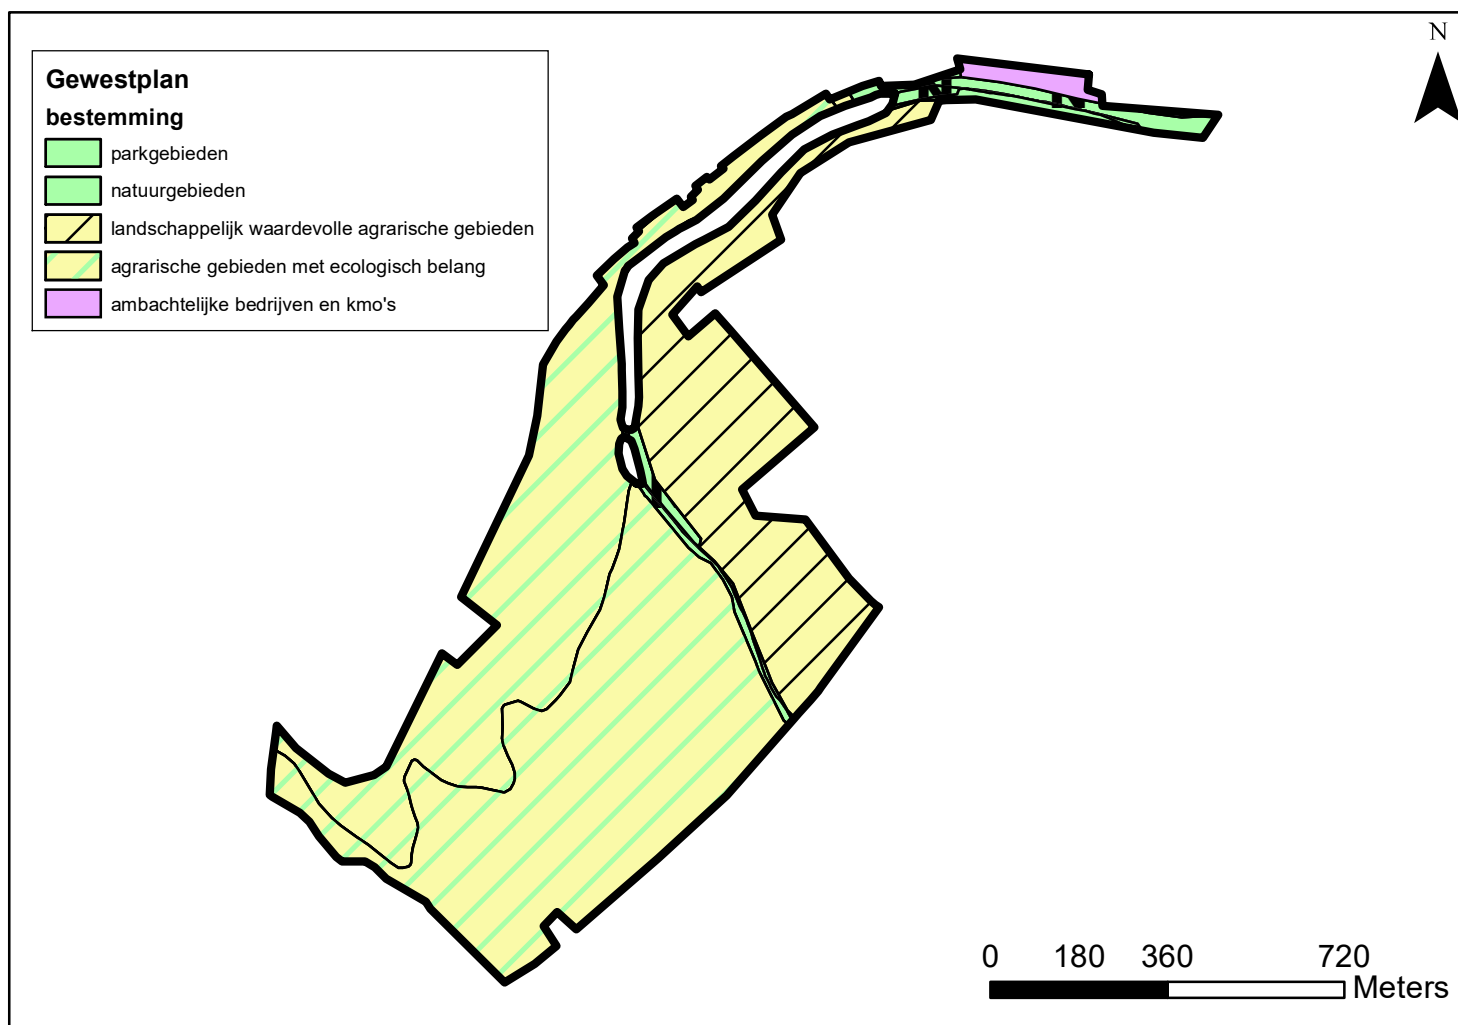 N
Gewestplan
bestemming
parkgebieden
natuurgebieden
landschappelijk waardevolle agrarische gebieden
agrarische gebieden met ecologisch belang
ambachtelijke bedrijven en kmo's
0 180 360 720
Meters